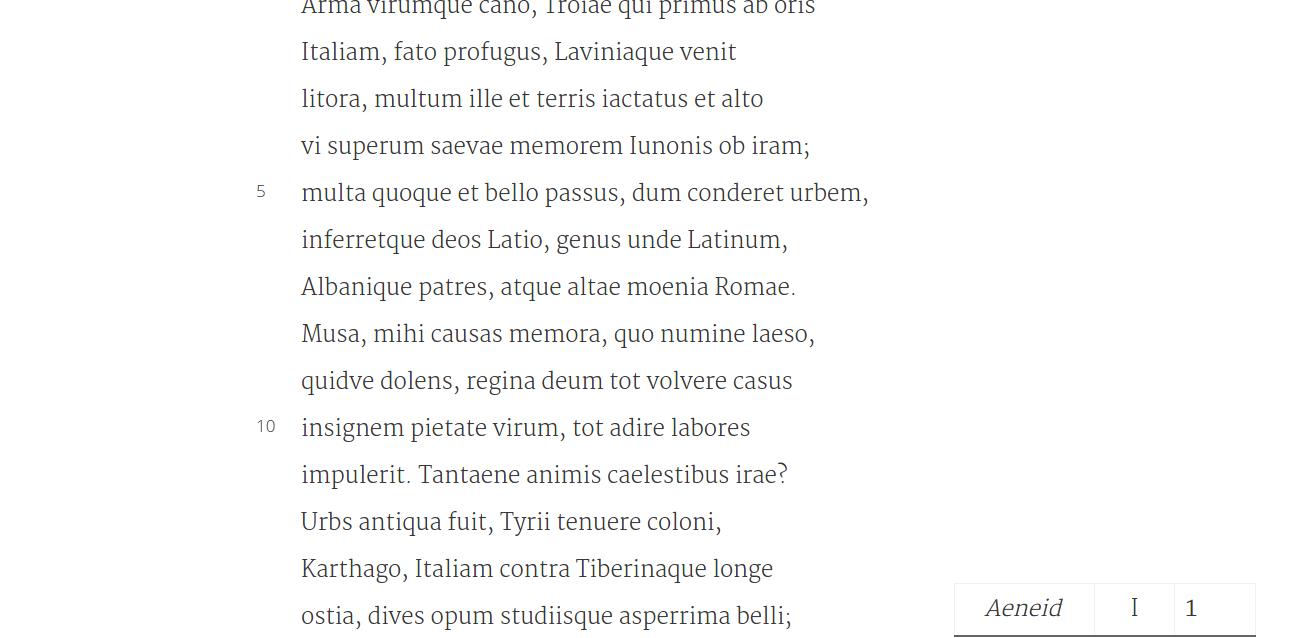 Arma virumque cano, Troiae qui primus ab oris
Italiam, fato profugus, Laviniaque venit
litora, multum ille et terris iactatus et alto
vi superum saevae memorem Iunonis ob iram;
5 multa quoque et bello passus, dum conderet urbem,
inferretque deos Latio, genus unde Latinum,
Albanique patres, atque altae moenia Romae.
Musa, mihi causas memora, quo numine laeso,
quidve dolens, regina deum tot volvere casus
10 insignem pietate virum, tot adire labores
impulerit. Tantaene animis caelestibus irae?
Urbs antiqua fuit, Tyrii tenuere coloni,
Karthago, Italiam contra Tiberinaque longe
ostia, dives opum studiisque asperrima belli;
Aeneid I 1